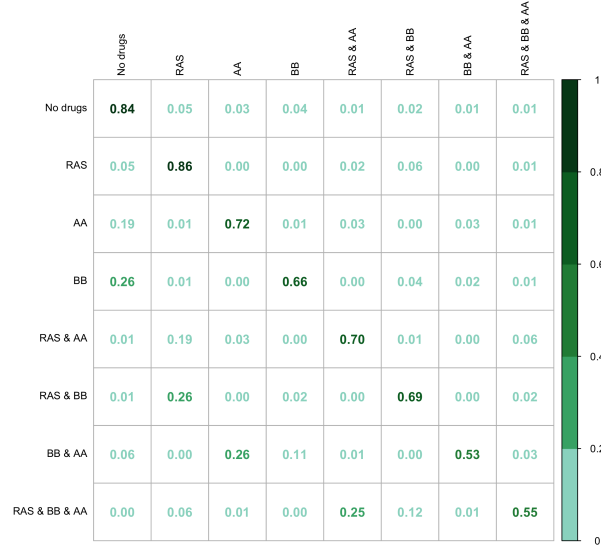 No drugs RAS AA BB RAS & AA RAS & BB BB & AA RAS & BB & AA
1
No drugs 0.84 0.05 0.03 0.04 0.01 0.02 0.01 0.01
RAS 0.05 0.86 0.00 0.00 0.02 0.06 0.00 0.01
0.8
AA 0.19 0.01 0.72 0.01 0.03 0.00 0.03 0.01
0.6
BB 0.26 0.01 0.00 0.66 0.00 0.04 0.02 0.01
RAS & AA 0.01 0.19 0.03 0.00 0.70 0.01 0.00 0.06
0.4
RAS & BB 0.01 0.26 0.00 0.02 0.00 0.69 0.00 0.02
0.2
BB & AA 0.06 0.00 0.26 0.11 0.01 0.00 0.53 0.03
RAS & BB & AA 0.00 0.06 0.01 0.00 0.25 0.12 0.01 0.55
0